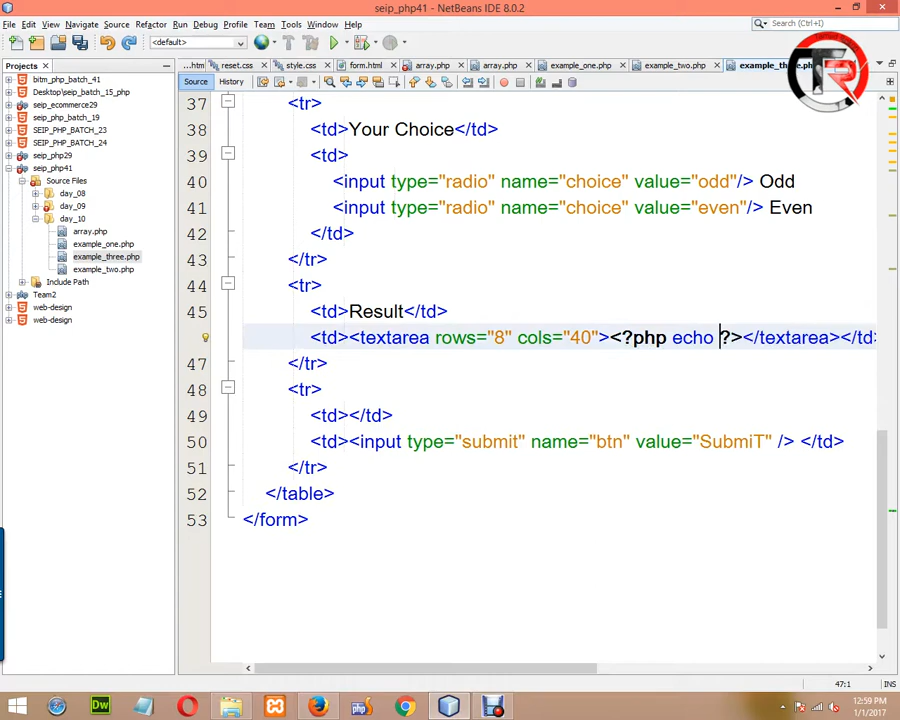 seip_php41 - NetBeans IDE 8.0.2
File Edit View Navigate Source Refactor Run Debug Profile Team Tools Window Help
Search (Ctrl+I)
<default>
Projects
...htm reset.css style.css form.html array.php array.php example_one.php example_two.php example_three.php
Source History
bitm_php_batch_41
Desktop\seip_batch_15_php
seip_ecommerce29
seip_php_batch_19
SEIP_PHP_BATCH_23
SEIP_PHP_BATCH_24
seip_php29
seip_php41
Source Files
day_08
day_09
day_10
array.php
example_one.php
example_three.php
example_two.php
Include Path
Team2
web-design
web-design
37 <tr>
38 <td>Your Choice</td>
39 <td>
40 <input type="radio" name="choice" value="odd"/> Odd
41 <input type="radio" name="choice" value="even"/> Even
42 </td>
43 </tr>
44 <tr>
45 <td>Result</td>
<td><textarea rows="8" cols="40"><?php echo ?></textarea></td>
47 </tr>
48 <tr>
49 <td></td>
50 <td><input type="submit" name="btn" value="SubmiT" /> </td>
51 </tr>
52 </table>
53 </form>
47:1 INS
Dw
12:59 PM
1/1/2017